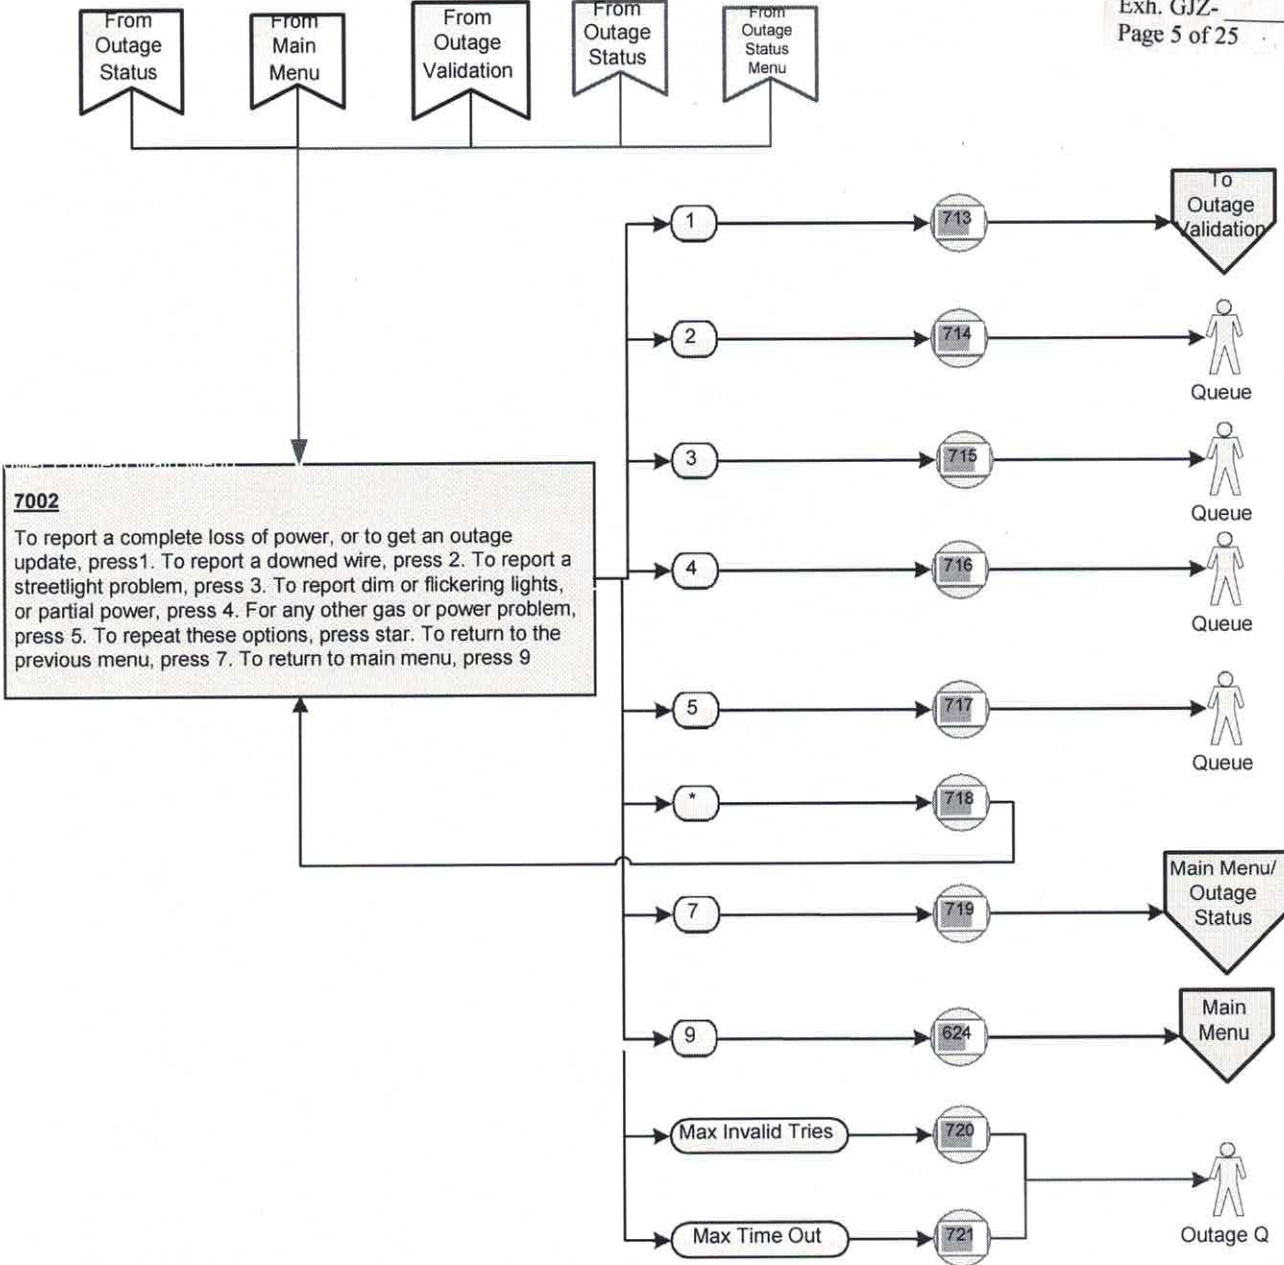 Exh. GJZ-
Page 5 of 25
From
Outage
Status
From
Main
Menu
From
Outage
Validation
From
Outage
Status
From
Outage
Status
Menu
1
713
To
Outage
Validation
2
714
Queue
3
715
Queue
4
716
Queue
7002
To report a complete loss of power, or to get an outage
update, press1. To report a downed wire, press 2. To report a
streetlight problem, press 3. To report dim or flickering lights,
or partial power, press 4. For any other gas or power problem,
press 5. To repeat these options, press star. To return to the
previous menu, press 7. To return to main menu, press 9
5
717
Queue
*
718
7
719
Main Menu/
Outage
Status
9
624
Main
Menu
Max Invalid Tries
720
Max Time Out
721
Outage Q